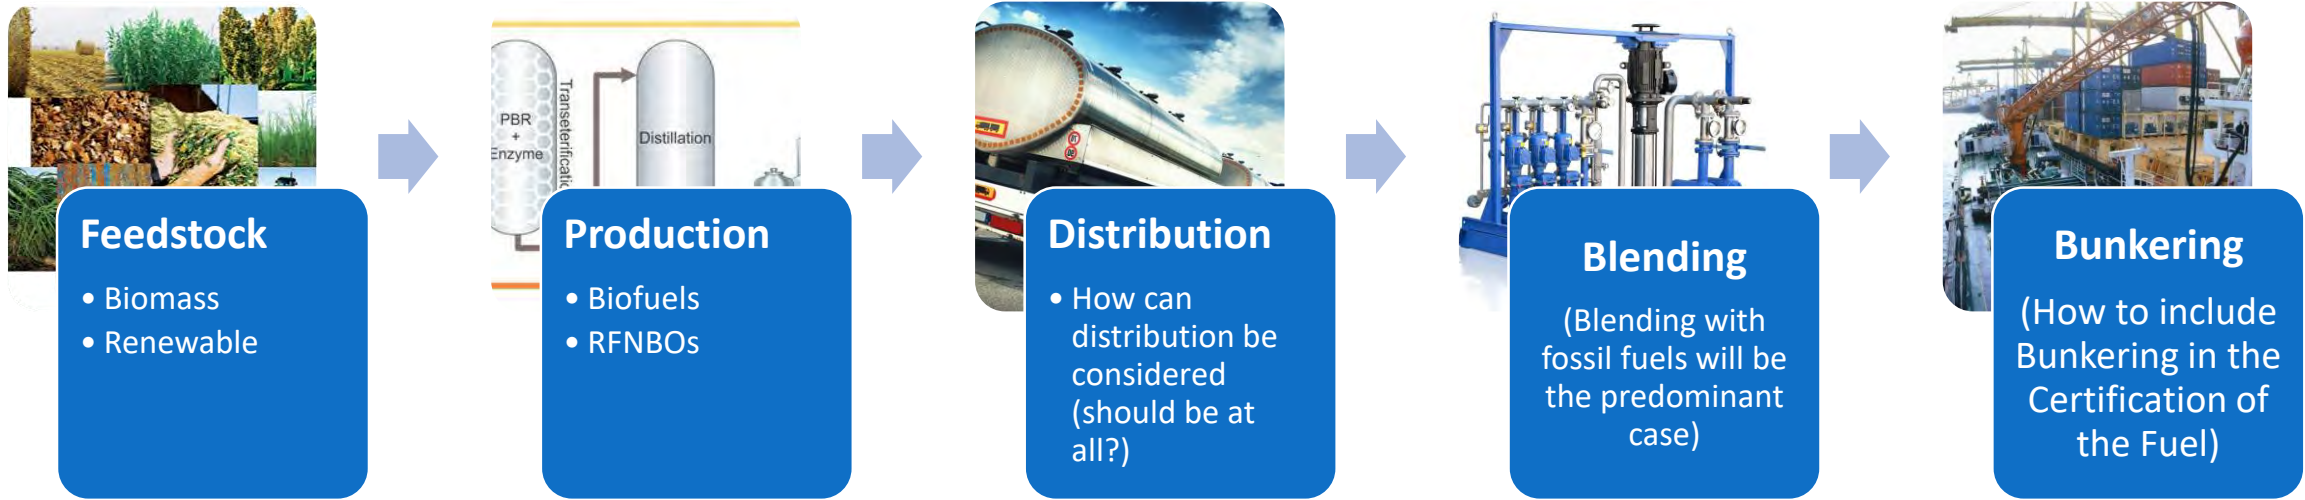 PBR
+
Enzyme
Transeterificatio
Distillation
Feedstock
• Biomass
• Renewable
Production
• Biofuels
• RFNBOs
Distribution
• How can
distribution be
considered
(should be at
all?)
Blending
(Blending with
fossil fuels will be
the predominant
case)
Bunkering
(How to include
Bunkering in the
Certification of
the Fuel)